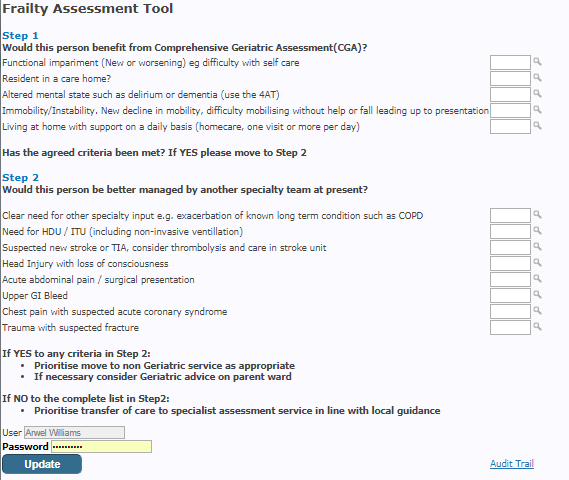 Frailty Assessment Tool
Step 1
Would this person benefit from Comprehensive Geriatric Assessment(CGA)?
Functional impariment (New or worsening) eg difficulty with self care
Resident in a care home?
Altered mental state such as delirium or dementia (use the 4AT)
Immobility/Instability. New decline in mobility, difficulty mobilising without help or fall leading up to presentation
Living at home with support on a daily basis (homecare, one visit or more per day)
Has the agreed criteria been met? If YES please move to Step 2
Step 2
Would this person be better managed by another specialty team at present?
Clear need for other specialty input e.g. exacerbation of known long term condition such as COPD
Need for HDU / ITU (including non-invasive ventillation)
Suspected new stroke or TIA, consider thrombolysis and care in stroke unit
Head Injury with loss of consciousness
Acute abdominal pain / surgical presentation
Upper GI Bleed
Chest pain with suspected acute coronary syndrome
Trauma with suspected fracture
If YES to any criteria in Step 2:
• Prioritise move to non Geriatric service as appropriate
• If necessary consider Geriatric advice on parent ward
If NO to the complete list in Step2:
• Prioritise transfer of care to specialist assessment service in line with local guidance
User Arwel Williams
Password ••••••••••
Update Audit Trail